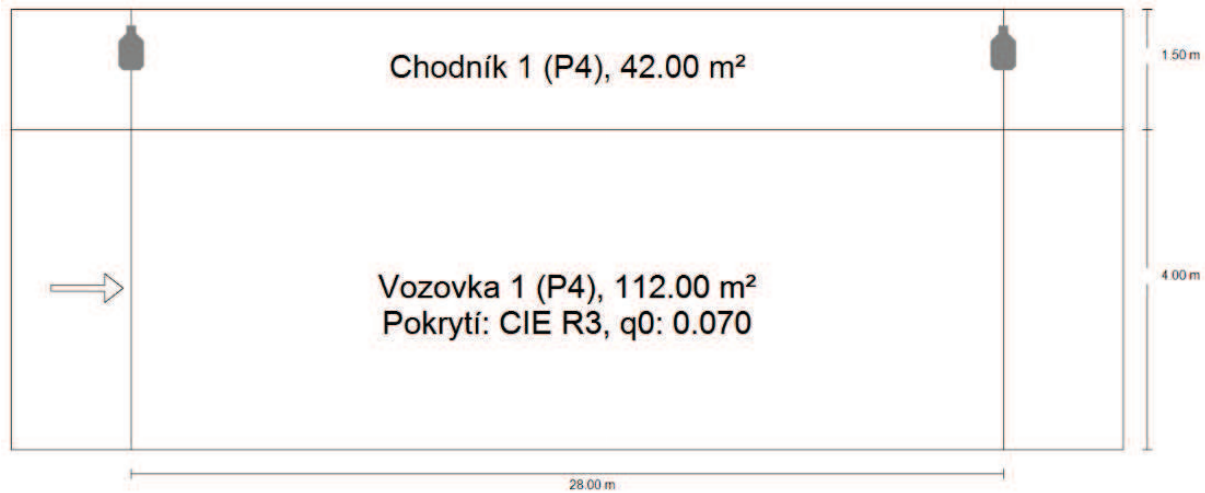 Chodník 1 (P4), 42.00 m²
1.50 m
Vozovka 1 (P4), 112.00 m²
Pokrytí: CIE R3, q0: 0.070
4.00 m
28.00 m